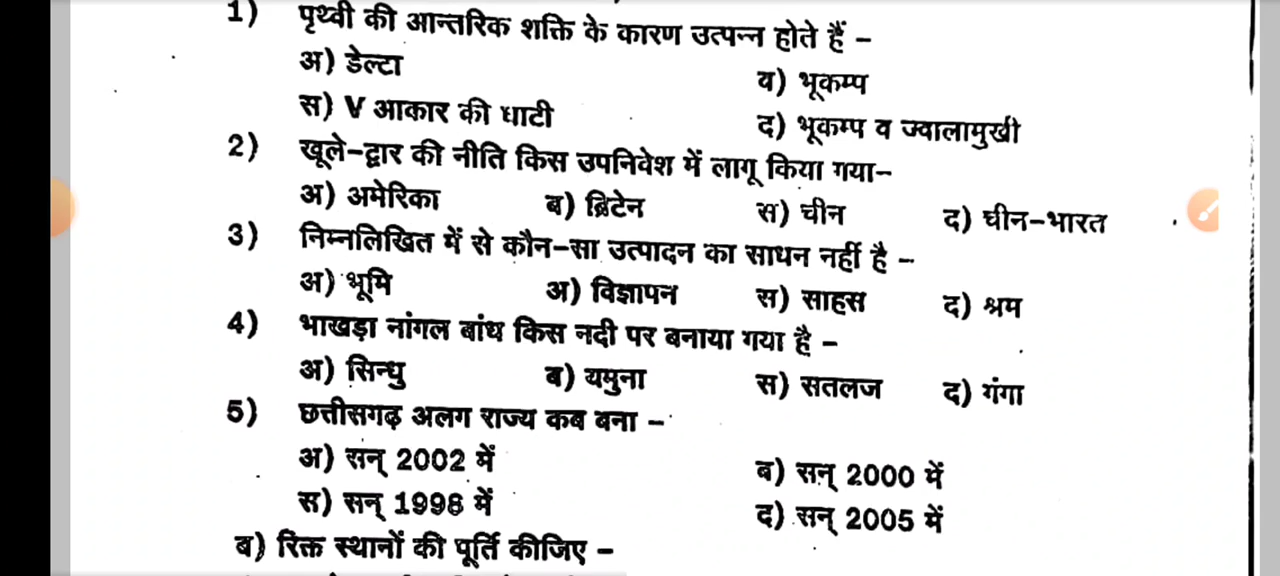 1) पृथ्वी की आन्तरिक शक्ति के कारण उत्पन्न होते हैं –
अ) डेल्टा व) भूकम्प
स) V आकार की घाटी द) भूकम्प व ज्वालामुखी
2) खूले-द्वार की नीति किस उपनिवेश में लागू किया गया-
अ) अमेरिका ब) ब्रिटेन स) चीन द) चीन-भारत
3) निम्नलिखित में से कौन-सा उत्पादन का साधन नहीं है –
अ) भूमि अ) विज्ञापन स) साहस द) श्रम
4) भाखड़ा नांगल बांध किस नदी पर बनाया गया है –
अ) सिन्धु ब) यमुना स) सतलज द) गंगा
5) छत्तीसगढ़ अलग राज्य कब बना –
अ) सन् 2002 में ब) सन् 2000 में
स) सन् 1998 में द) सन् 2005 में
ब) रिक्त स्थानों की पूर्ति कीजिए –